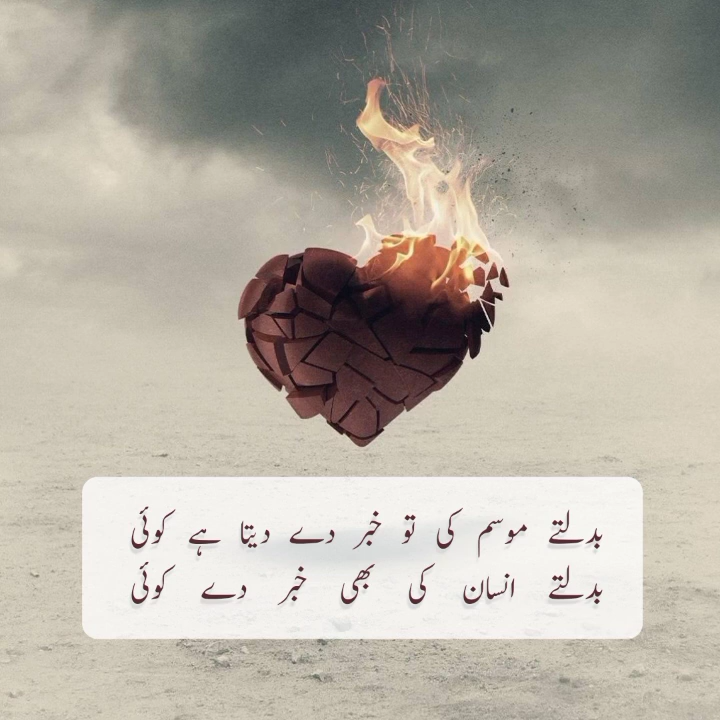 بدلتے موسم کی تو خبر دے دیتا ہے کوئی
بدلتے انسان کی بھی خبر دے کوئی